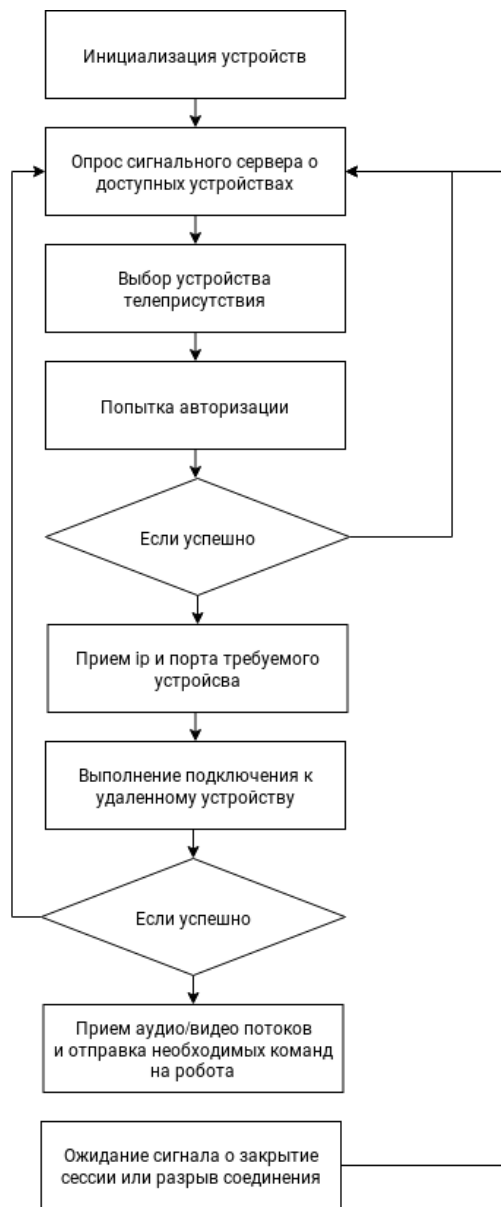 Инициализация устройств
Опрос сигнального сервера о
доступных устройствах
Выбор устройства
телеприсутствия
Попытка авторизации
Если успешно
Прием ip и порта требуемого
устройсва
Выполнение подключения к
удаленному устройству
Если успешно
Прием аудио/видео потоков
и отправка необходимых команд
на робота
Ожидание сигнала о закрытие
сессии или разрыв соединения